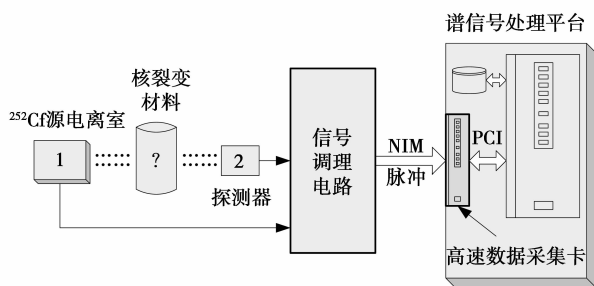 谱信号处理平台
核裂变
材料
²⁵²Cf源电离室
1
?
2
探测器
信号
调理
电路
NIM
脉冲
PCI
高速数据采集卡